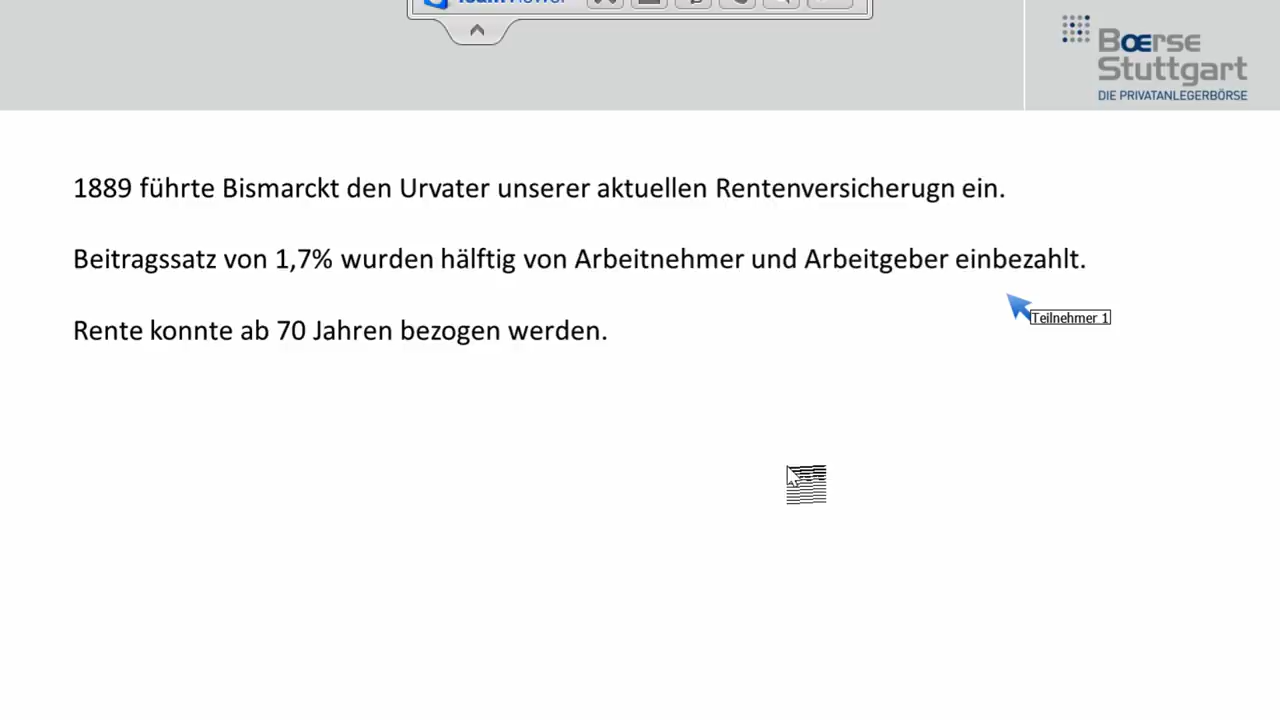 Boerse
Stuttgart
DIE PRIVATANLEGERBÖRSE
1889 führte Bismarckt den Urvater unserer aktuellen Rentenversicherugn ein.
Beitragssatz von 1,7% wurden hälftig von Arbeitnehmer und Arbeitgeber einbezahlt.
Teilnehmer 1
Rente konnte ab 70 Jahren bezogen werden.